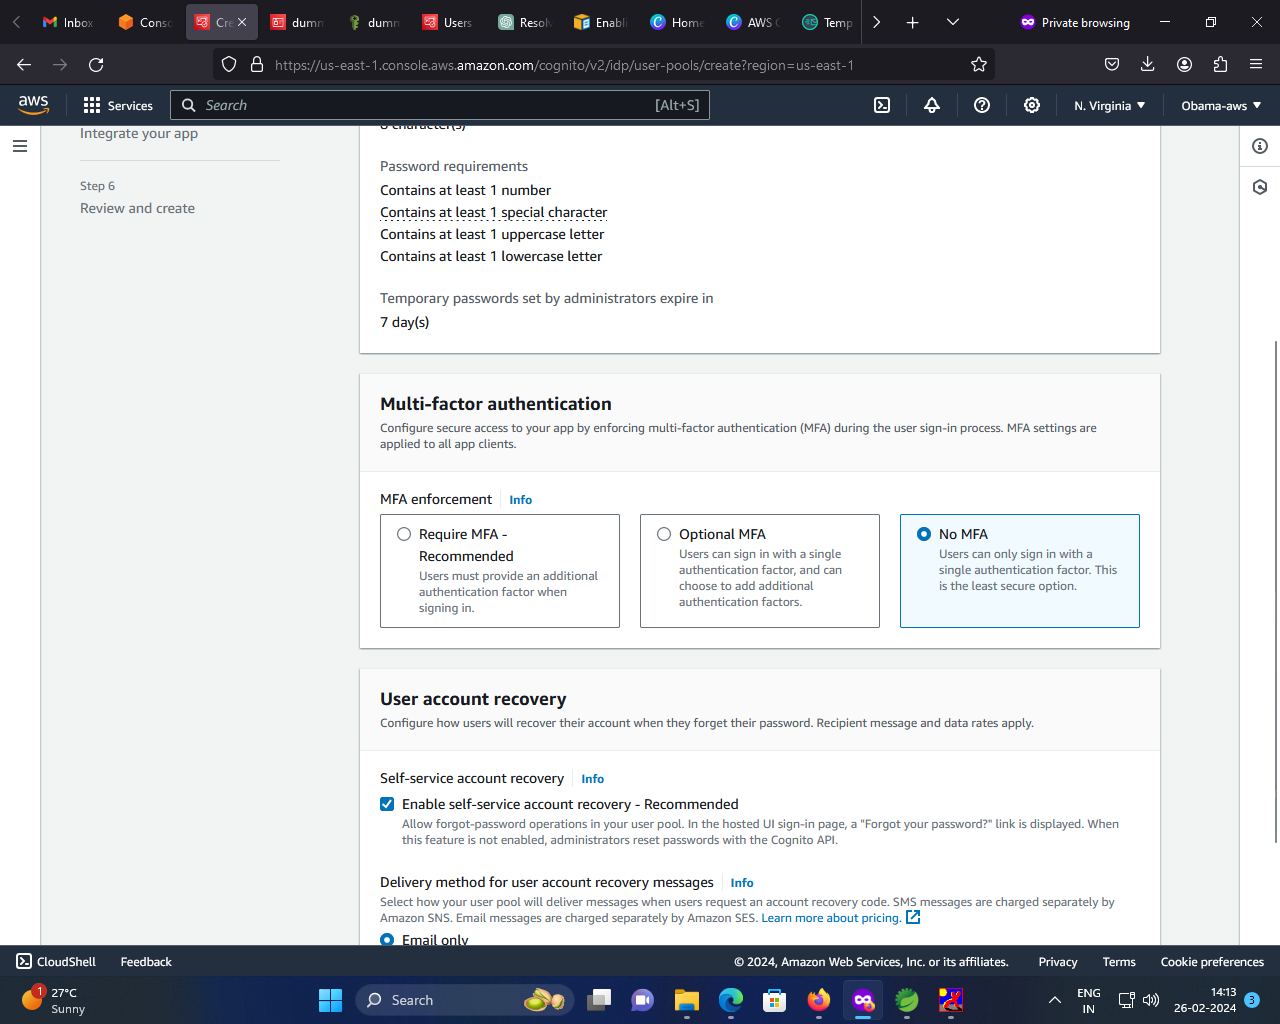 Inbox
Conso
Cre
dumm
dumm
Users
Resolv
Enabli
Home
AWS C
Temp
Private browsing
https://us-east-1.console.aws.amazon.com/cognito/v2/idp/user-pools/create?region=us-east-1
aws
Services
Search
[Alt+S]
N. Virginia
Obama-aws
Integrate your app
Step 6
Review and create
8 character(s)
Password requirements
Contains at least 1 number
Contains at least 1 special character
Contains at least 1 uppercase letter
Contains at least 1 lowercase letter
Temporary passwords set by administrators expire in
7 day(s)
Multi-factor authentication
Configure secure access to your app by enforcing multi-factor authentication (MFA) during the user sign-in process. MFA settings are
applied to all app clients.
MFA enforcement
Info
Require MFA -
Recommended
Users must provide an additional
authentication factor when
signing in.
Optional MFA
Users can sign in with a single
authentication factor, and can
choose to add additional
authentication factors.
No MFA
Users can only sign in with a
single authentication factor. This
is the least secure option.
User account recovery
Configure how users will recover their account when they forget their password. Recipient message and data rates apply.
Self-service account recovery
Info
Enable self-service account recovery - Recommended
Allow forgot-password operations in your user pool. In the hosted UI sign-in page, a "Forgot your password?" link is displayed. When
this feature is not enabled, administrators reset passwords with the Cognito API.
Delivery method for user account recovery messages
Info
Select how your user pool will deliver messages when users request an account recovery code. SMS messages are charged separately by
Amazon SNS. Email messages are charged separately by Amazon SES. Learn more about pricing.
Email only
CloudShell
Feedback
© 2024, Amazon Web Services, Inc. or its affiliates.
Privacy
Terms
Cookie preferences
1
27°C
Sunny
Search
ENG
IN
14:13
26-02-2024
3